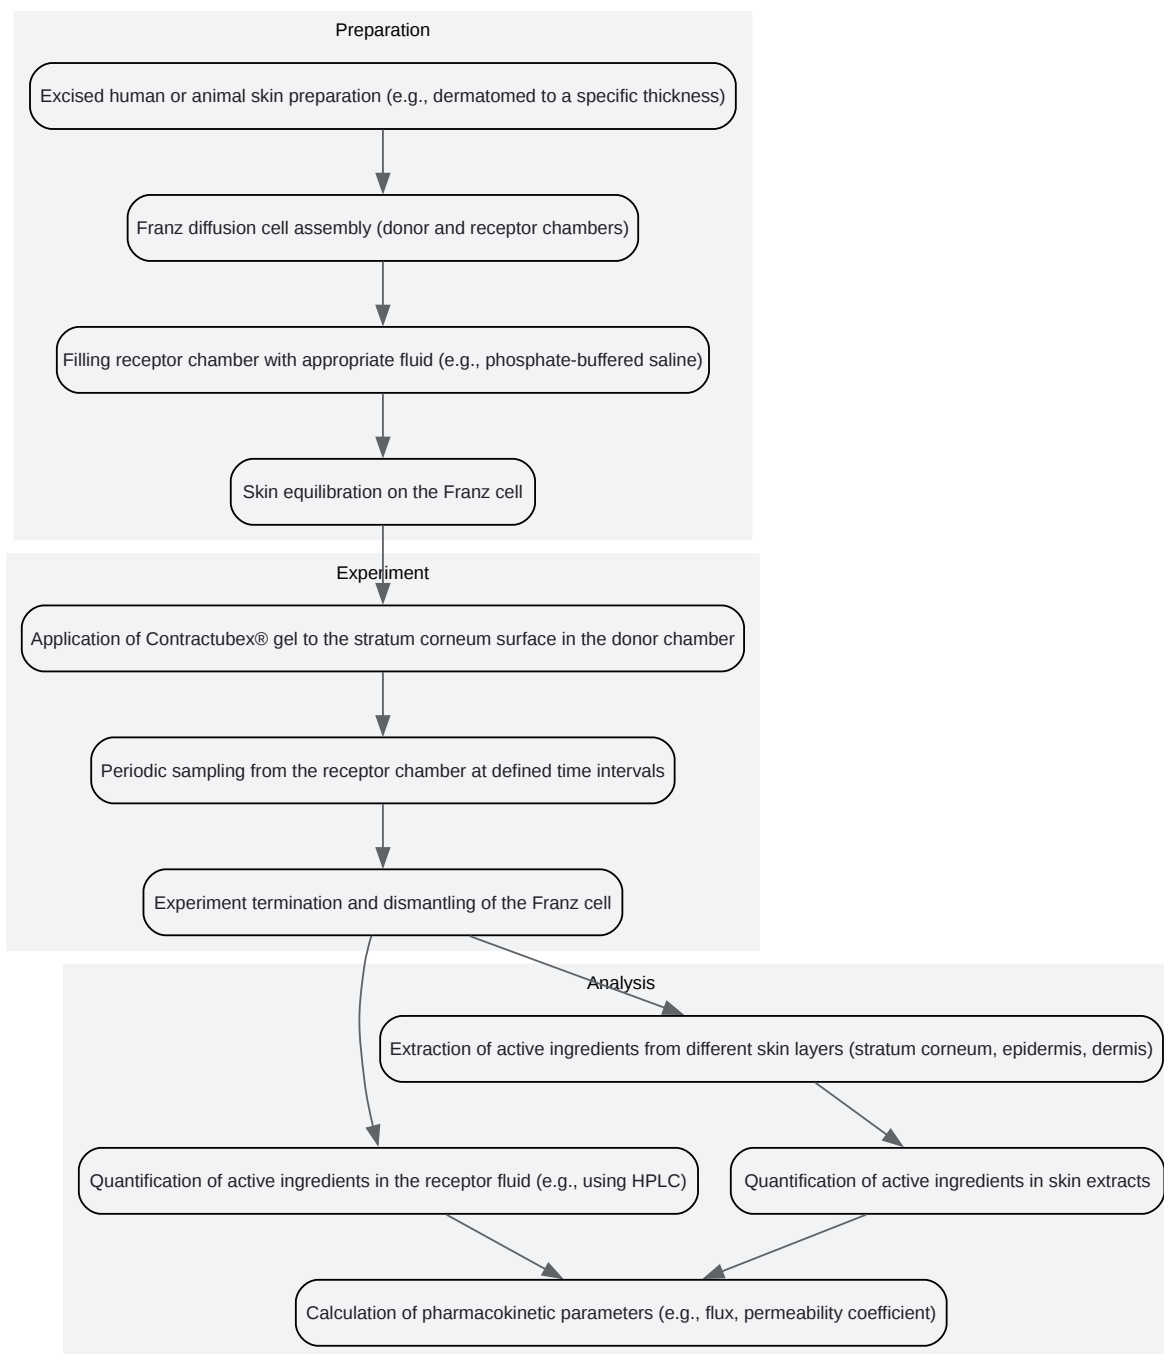 Preparation
Excised human or animal skin preparation (e.g., dermatomed to a specific thickness)
Franz diffusion cell assembly (donor and receptor chambers)
Filling receptor chamber with appropriate fluid (e.g., phosphate-buffered saline)
Skin equilibration on the Franz cell
Experiment
Application of Contractubex® gel to the stratum corneum surface in the donor chamber
Periodic sampling from the receptor chamber at defined time intervals
Experiment termination and dismantling of the Franz cell
Analysis
Extraction of active ingredients from different skin layers (stratum corneum, epidermis, dermis)
Quantification of active ingredients in the receptor fluid (e.g., using HPLC)
Quantification of active ingredients in skin extracts
Calculation of pharmacokinetic parameters (e.g., flux, permeability coefficient)